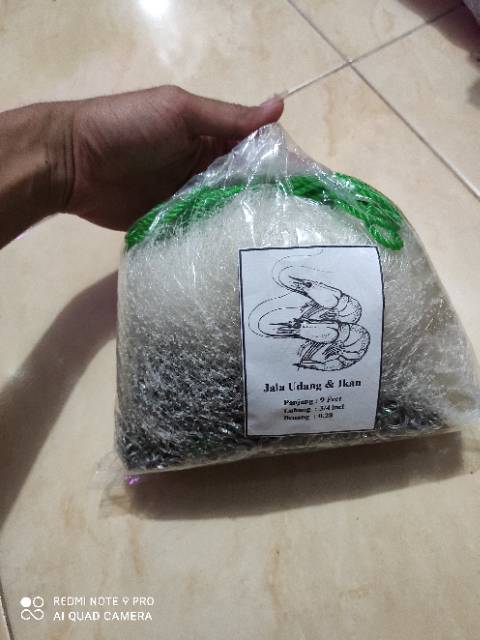 Jala Udang & Ikan
Panjang : 9 Feet
Lubang : 3/4 Inci
Benang : 0.20
REDMI NOTE 9 PRO
AI QUAD CAMERA